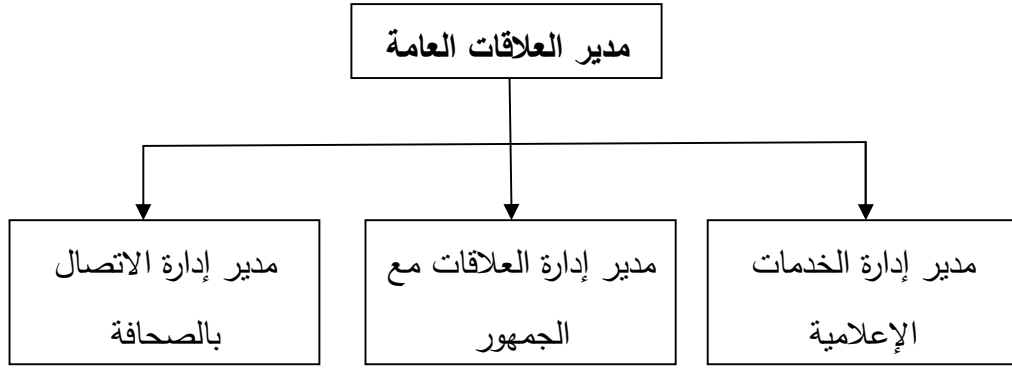 مدير العلاقات العامة
مدير إدارة الخدمات
الإعلامية
مدير إدارة العلاقات مع
الجمهور
مدير إدارة الاتصال
بالصحافة